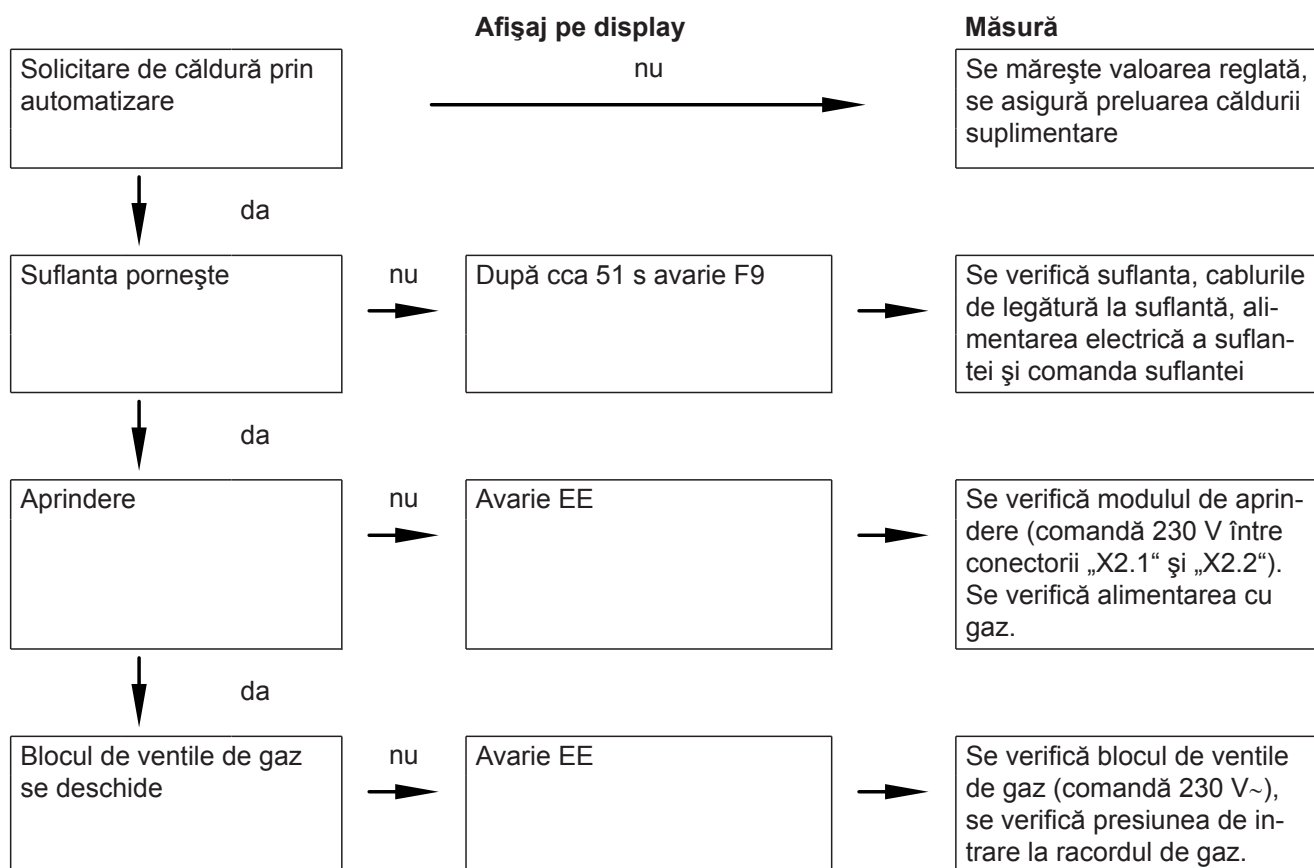 Afişaj pe display
Măsură
Solicitare de căldură prin
automatizare
nu
Se măreşte valoarea reglată,
se asigură preluarea căldurii
suplimentare
da
Suflanta porneşte
nu
După cca 51 s avarie F9
Se verifică suflanta, cablurile
de legătură la suflantă, ali-
mentarea electrică a suflan-
tei şi comanda suflantei
da
Aprindere
nu
Avarie EE
Se verifică modulul de aprin-
dere (comandă 230 V între
conectorii „X2.1“ şi „X2.2“).
Se verifică alimentarea cu
gaz.
da
Blocul de ventile de gaz
se deschide
nu
Avarie EE
Se verifică blocul de ventile
de gaz (comandă 230 V~),
se verifică presiunea de in-
trare la racordul de gaz.